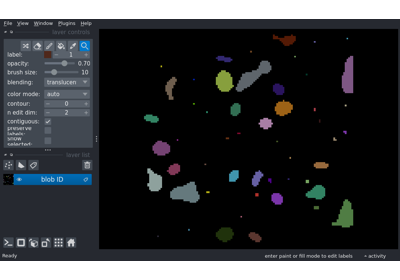 File View Window Plugins Help
layer controls
label: 1
opacity: 0.70
brush size: 10
blending: translucen
color mode: auto
contour: 0
n edit dim: 2
contiguous:
preserve labels:
show selected:
layer list
blob ID
Ready
enter paint or fill mode to edit labels
activity